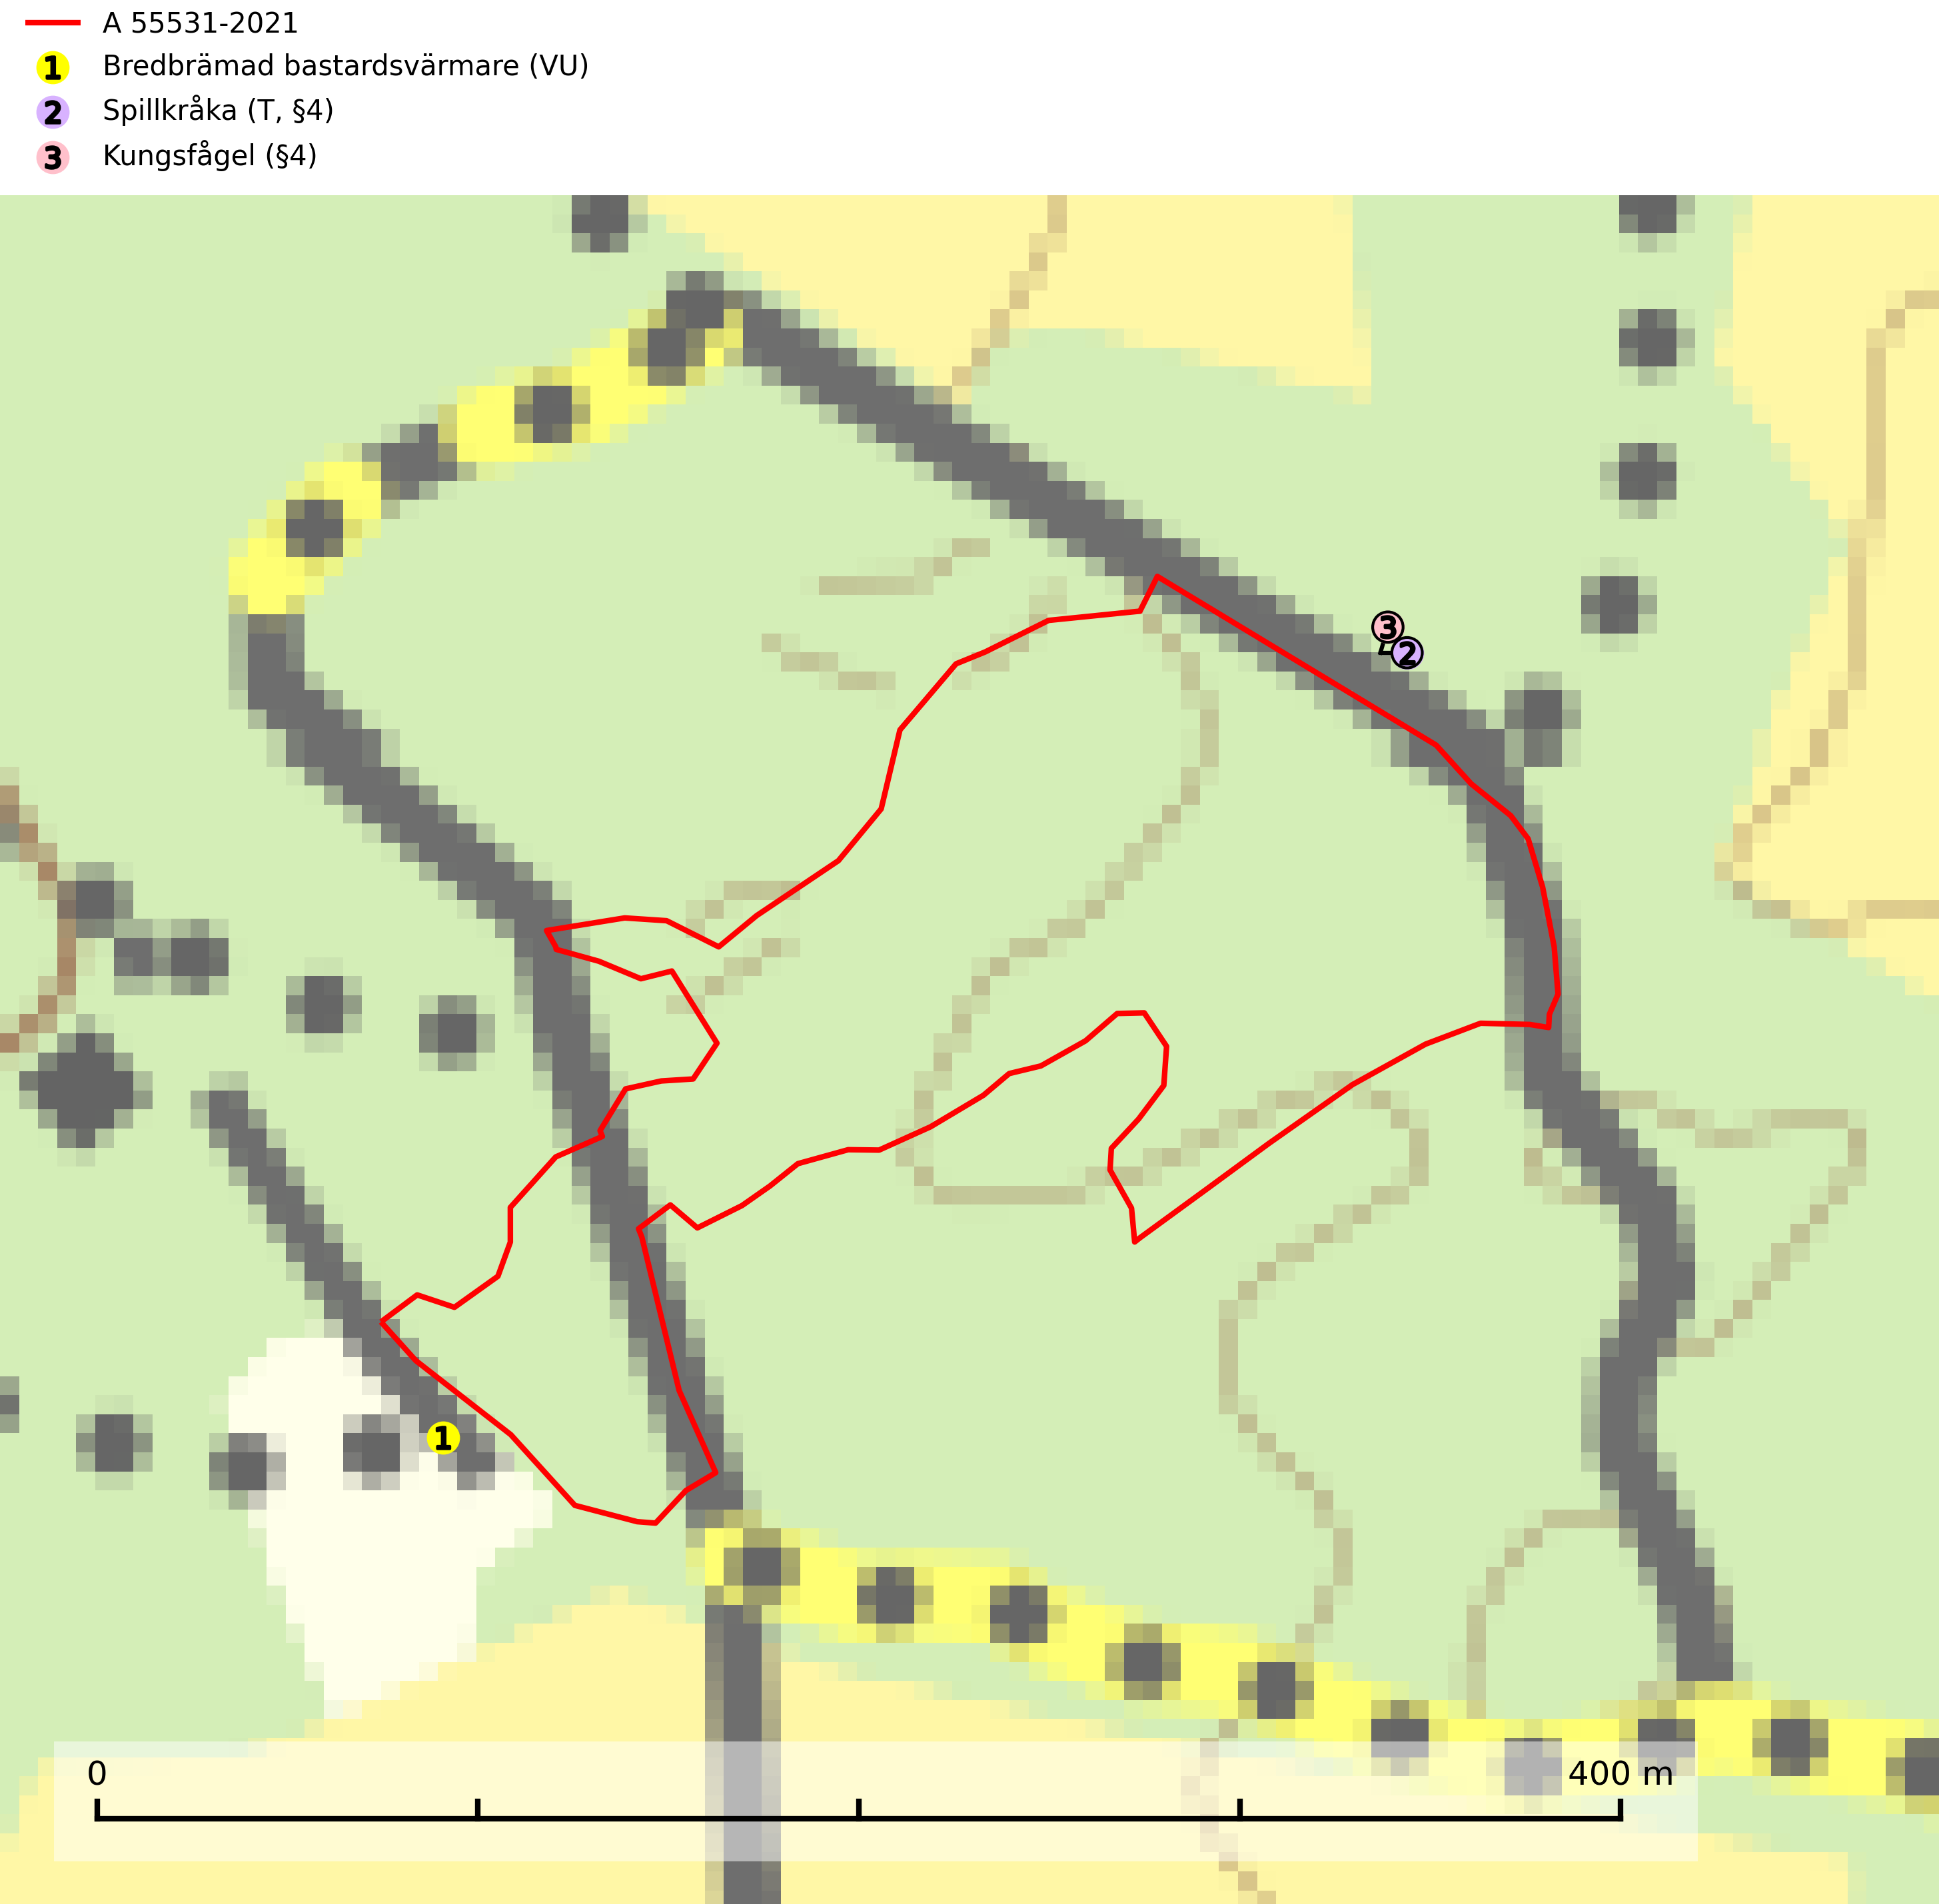 A 55531-2021
1 Bredbrämad bastardsvärmare (VU)
2 Spillkråka (T, §4)
3 Kungsfågel (§4)
3
2
1
0 400 m